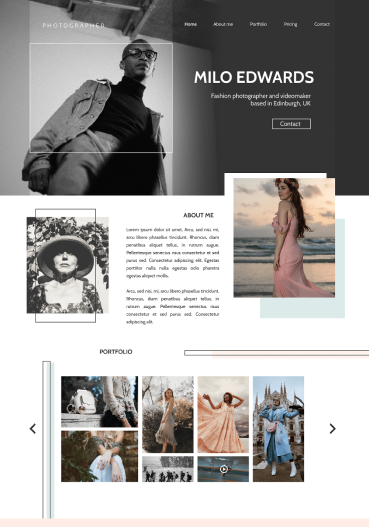 PHOTOGRAPHER
Home About me Portfolio Pricing Contact
MILO EDWARDS
Fashion photographer and videomaker
based in Edinburgh, UK
Contact
ABOUT ME
Lorem ipsum dolor sit amet. Arcu, sed nisi, mi,
arcu libero phasellus tincidunt. Rhoncus, diam
penatibus aliquet tellus, in rutrum augue.
Pellentesque senectus risus consectetur et sed
purus sed. Consectetur adipiscing elit. Egestas
porttitor nulla nulla egestas odio pharetra
egestas aliquet mollis.
Arcu, sed nisi, mi, arcu libero phasellus tincidunt.
Rhoncus, diam penatibus aliquet tellus, in
rutrum augue. Pellentesque senectus risus
consectetur et sed purus sed. Consectetur
adipiscing elit.
PORTFOLIO